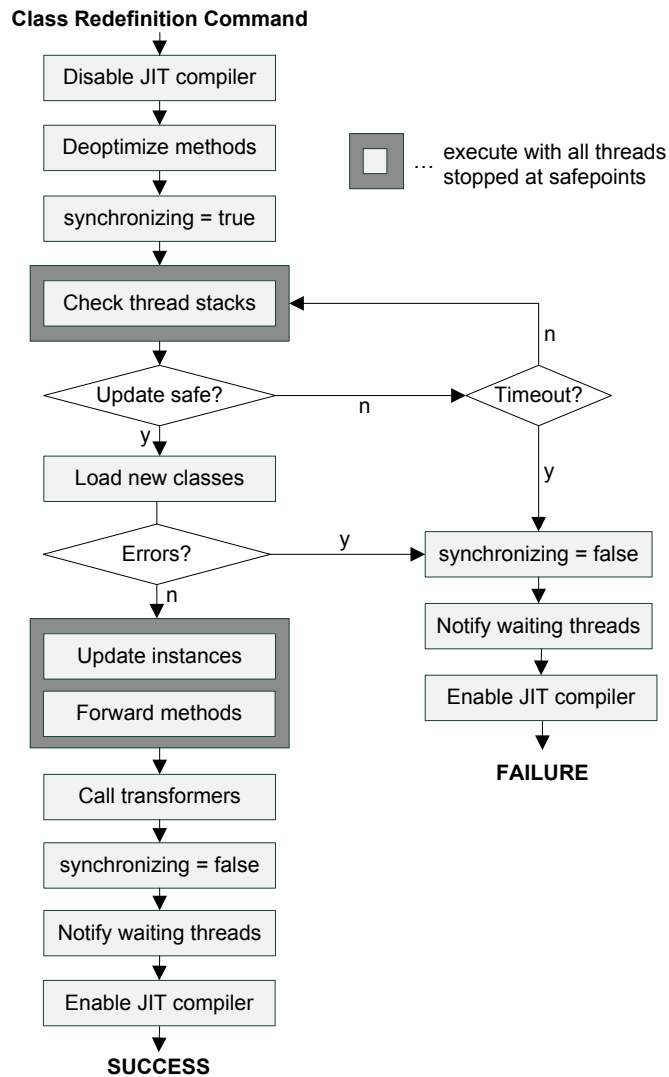 Class Redefinition Command
Disable JIT compiler
Deoptimize methods
… execute with all threads
stopped at safepoints
synchronizing = true
Check thread stacks
n
Update safe?
n
Timeout?
y
Load new classes
y
Errors?
y
synchronizing = false
n
Notify waiting threads
Update instances
Enable JIT compiler
Forward methods
FAILURE
Call transformers
synchronizing = false
Notify waiting threads
Enable JIT compiler
SUCCESS